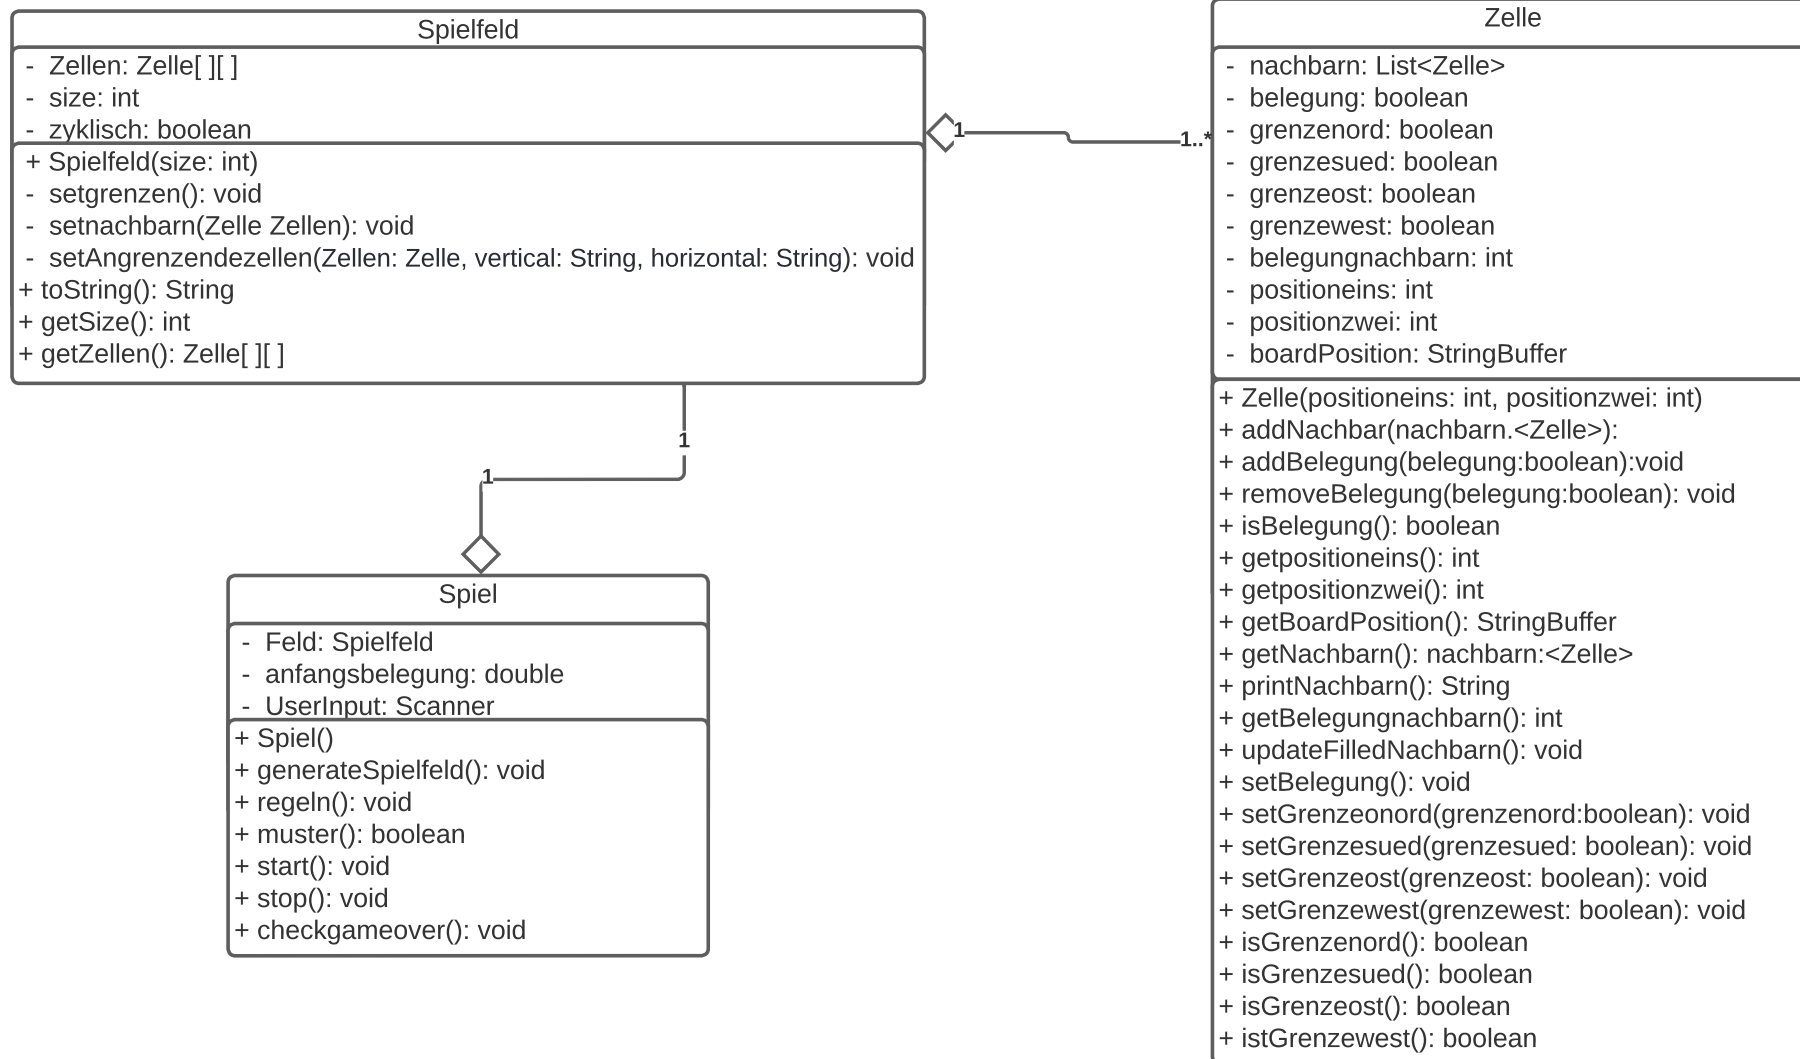 Spielfeld
- Zellen: Zelle[ ][ ]
- size: int
- zyklisch: boolean
+ Spielfeld(size: int)
- setgrenzen(): void
- setnachbarn(Zelle Zellen): void
- setAngrenzendezellen(Zellen: Zelle, vertical: String, horizontal: String): void
+ toString(): String
+ getSize(): int
+ getZellen(): Zelle[ ][ ]
1
1..*
1
1
Spiel
- Feld: Spielfeld
- anfangsbelegung: double
- UserInput: Scanner
+ Spiel()
+ generateSpielfeld(): void
+ regeln(): void
+ muster(): boolean
+ start(): void
+ stop(): void
+ checkgameover(): void
Zelle
- nachbarn: List<Zelle>
- belegung: boolean
- grenzenord: boolean
- grenzesued: boolean
- grenzeost: boolean
- grenzewest: boolean
- belegungnachbarn: int
- positioneins: int
- positionzwei: int
- boardPosition: StringBuffer
+ Zelle(positioneins: int, positionzwei: int)
+ addNachbar(nachbarn.<Zelle>):
+ addBelegung(belegung:boolean):void
+ removeBelegung(belegung:boolean): void
+ isBelegung(): boolean
+ getpositioneins(): int
+ getpositionzwei(): int
+ getBoardPosition(): StringBuffer
+ getNachbarn(): nachbarn:<Zelle>
+ printNachbarn(): String
+ getBelegungnachbarn(): int
+ updateFilledNachbarn(): void
+ setBelegung(): void
+ setGrenzeonord(grenzenord:boolean): void
+ setGrenzesued(grenzesued: boolean): void
+ setGrenzeost(grenzeost: boolean): void
+ setGrenzewest(grenzewest: boolean): void
+ isGrenzenord(): boolean
+ isGrenzesued(): boolean
+ isGrenzeost(): boolean
+ istGrenzewest(): boolean